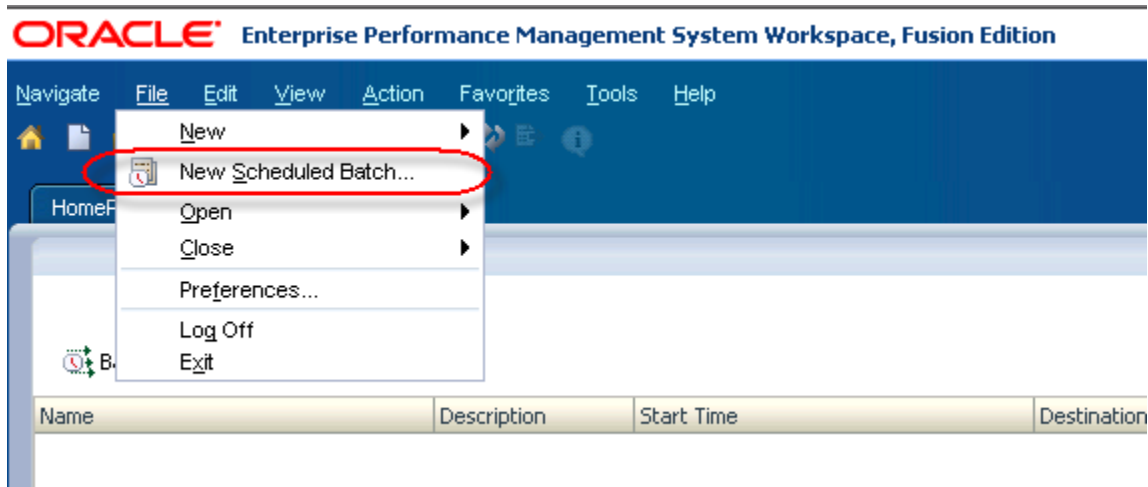 ORACLE Enterprise Performance Management System Workspace, Fusion Edition
Navigate File Edit View Action Favorites Tools Help
New
New Scheduled Batch...
HomeP
Open
Close
Preferences...
Log Off
Exit
Name Description Start Time Destination